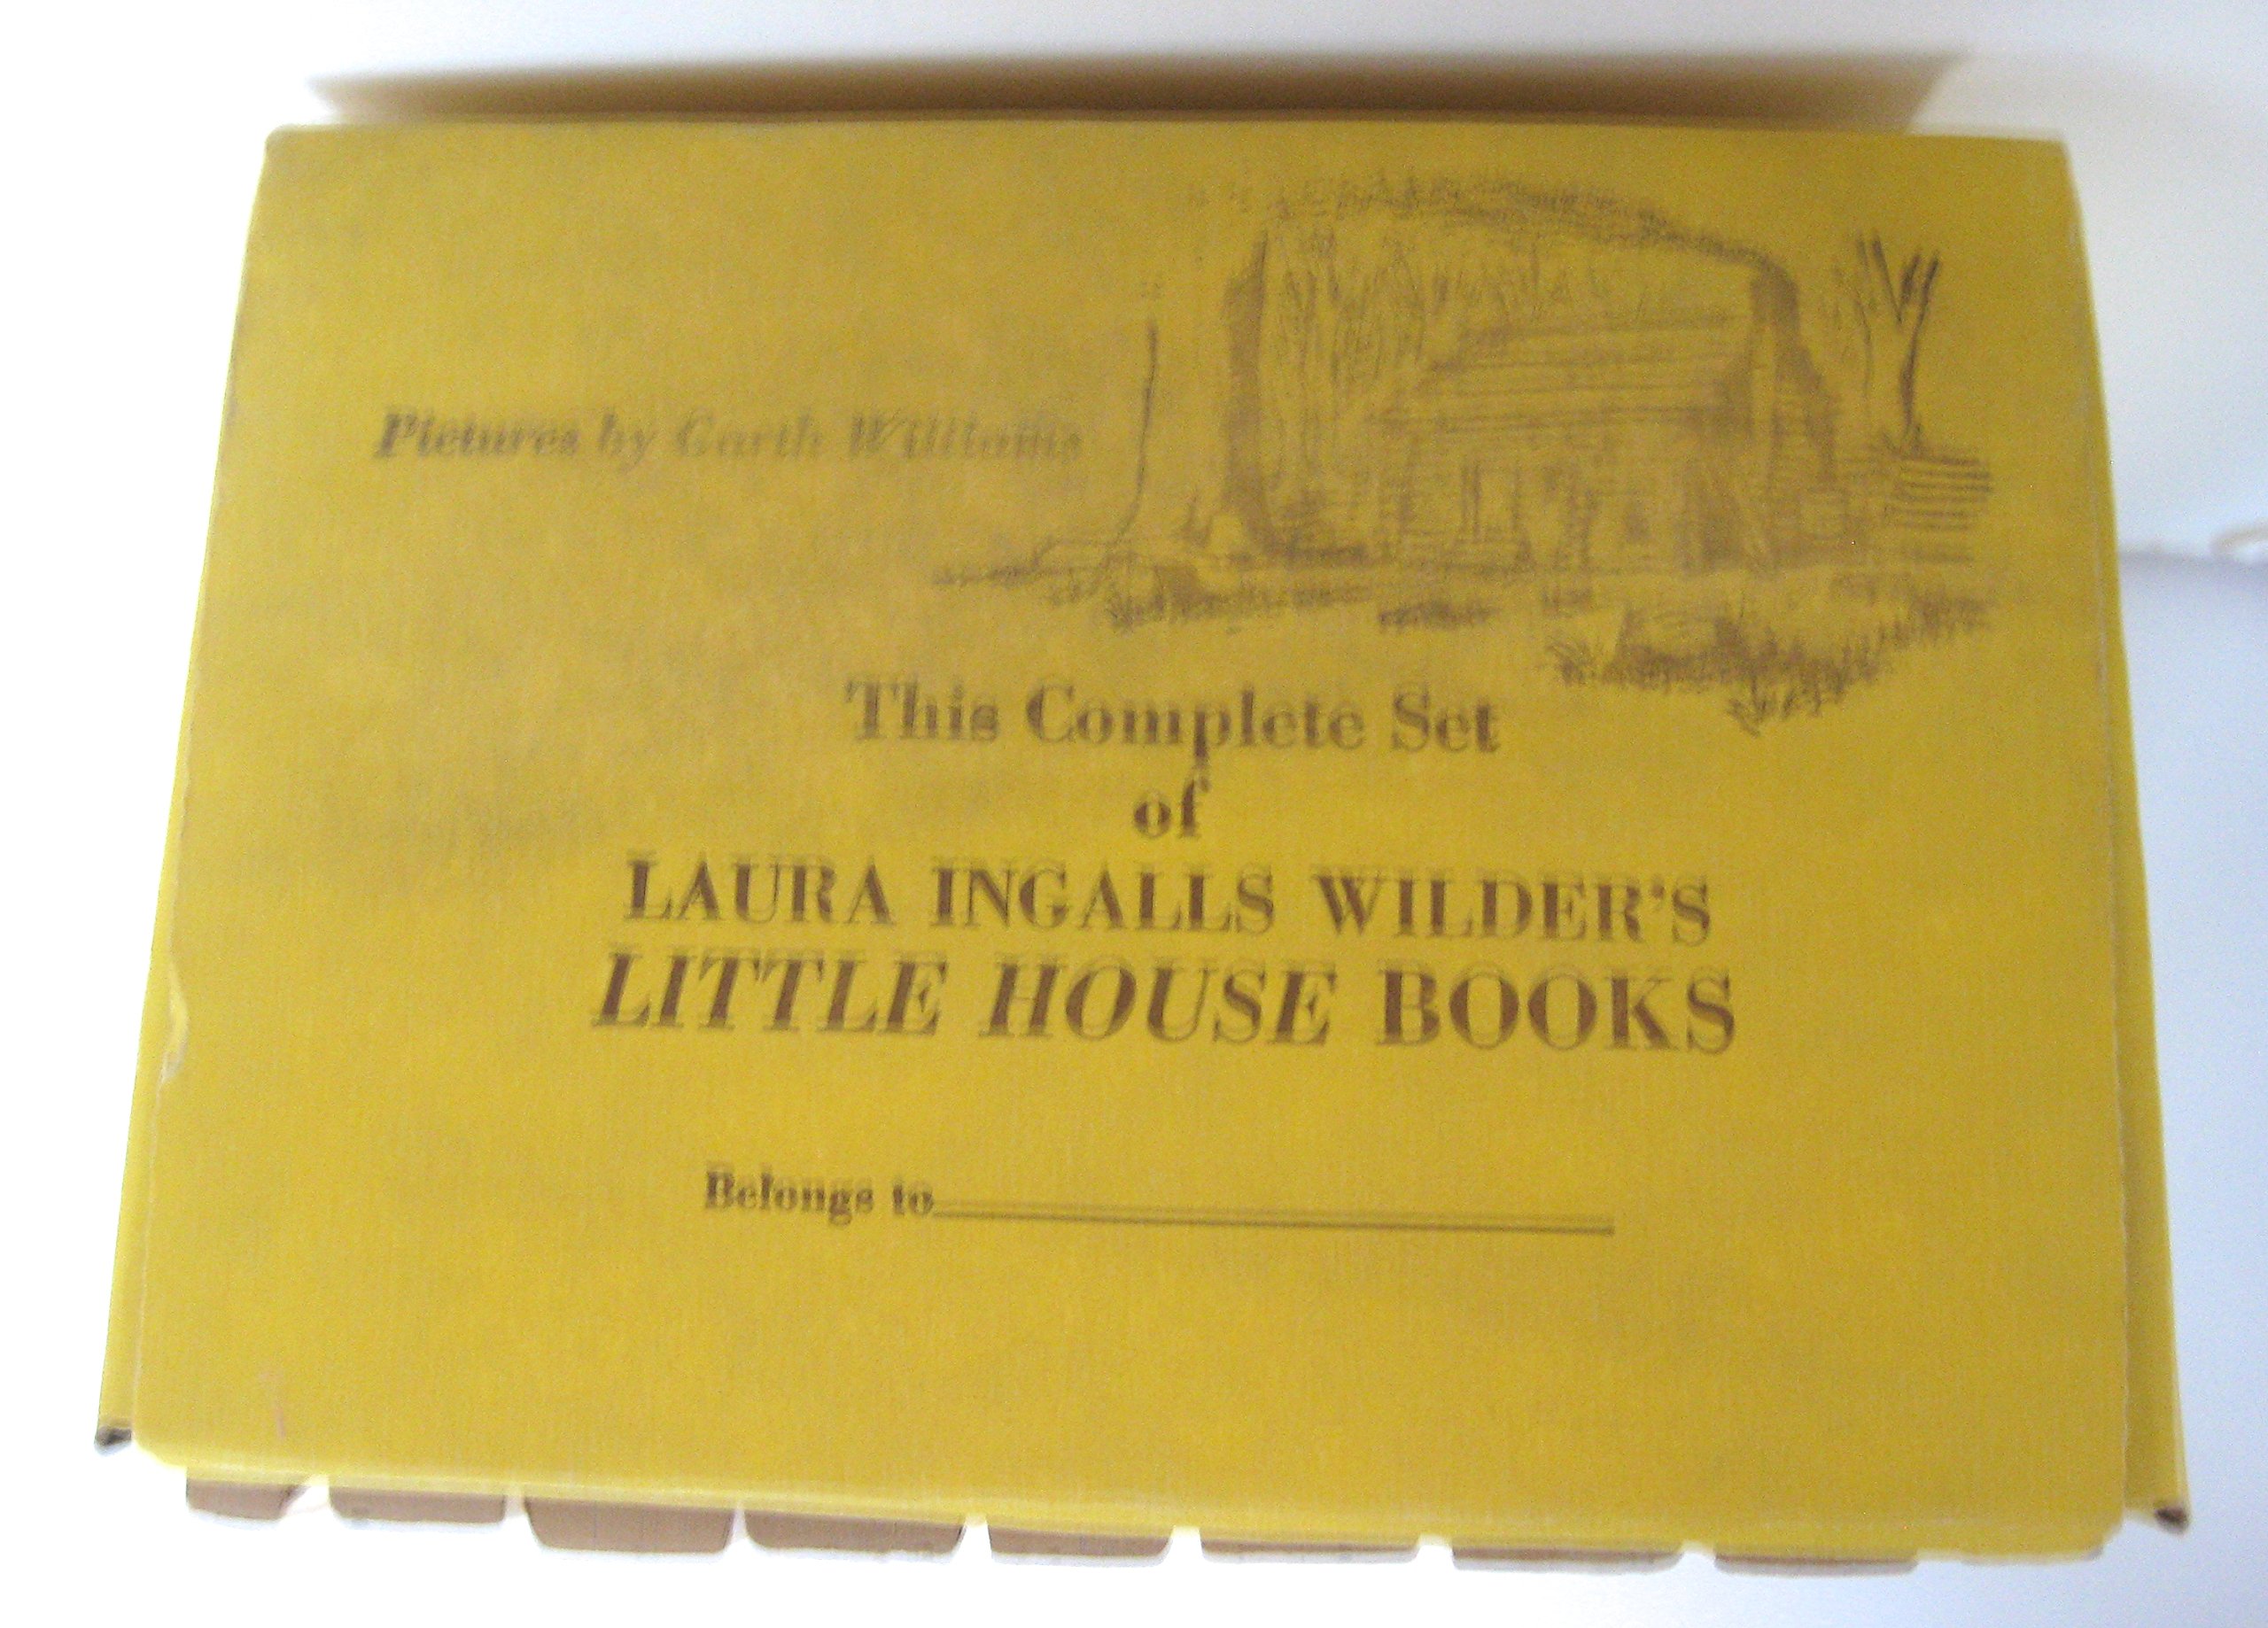 Pictures by Garth Williams
This Complete Set
of
LAURA INGALLS WILDER'S
LITTLE HOUSE BOOKS
Belongs to